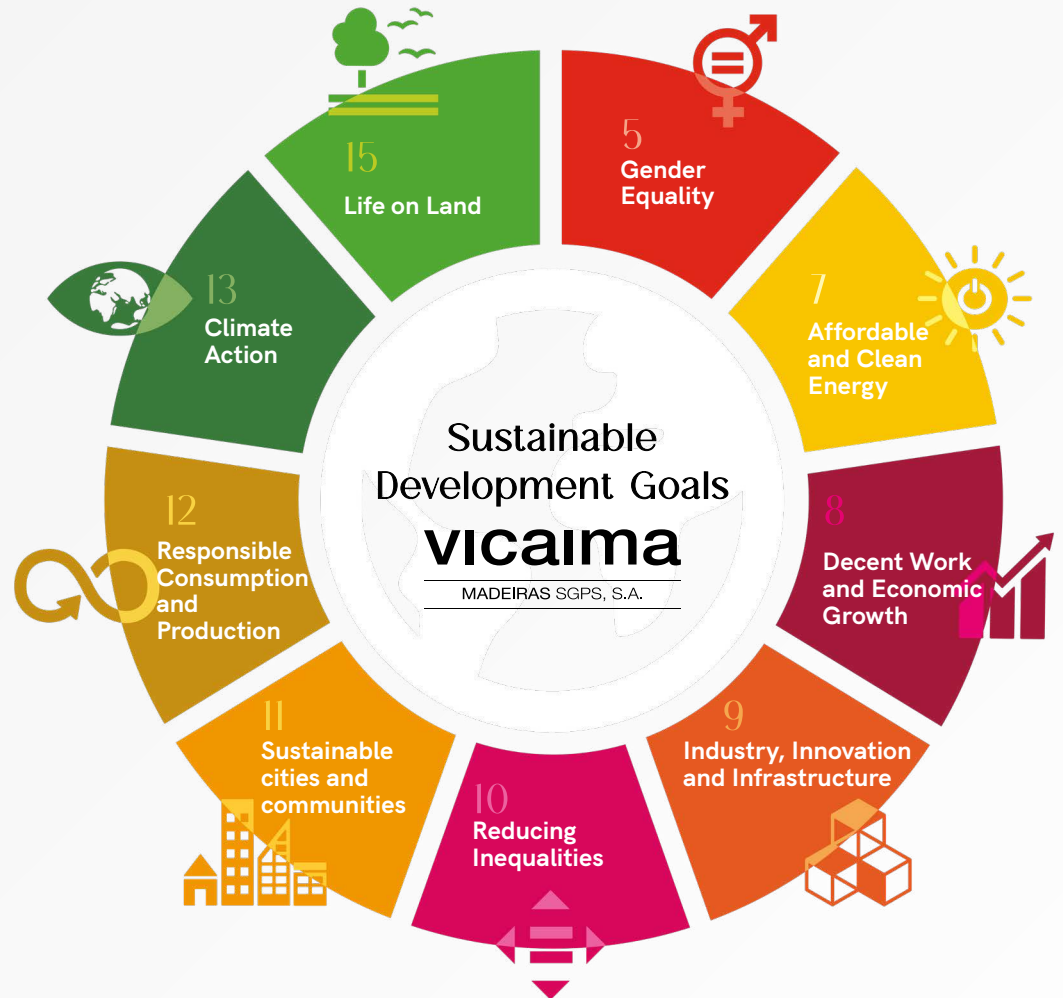 Sustainable
Development Goals
vicaima
MADEIRAS SGPS, S.A.
5
Gender
Equality
7
Affordable
and Clean
Energy
8
Decent Work
and Economic
Growth
9
Industry, Innovation
and Infrastructure
10
Reducing
Inequalities
11
Sustainable
cities and
communities
12
Responsible
Consumption
and
Production
13
Climate
Action
15
Life on Land